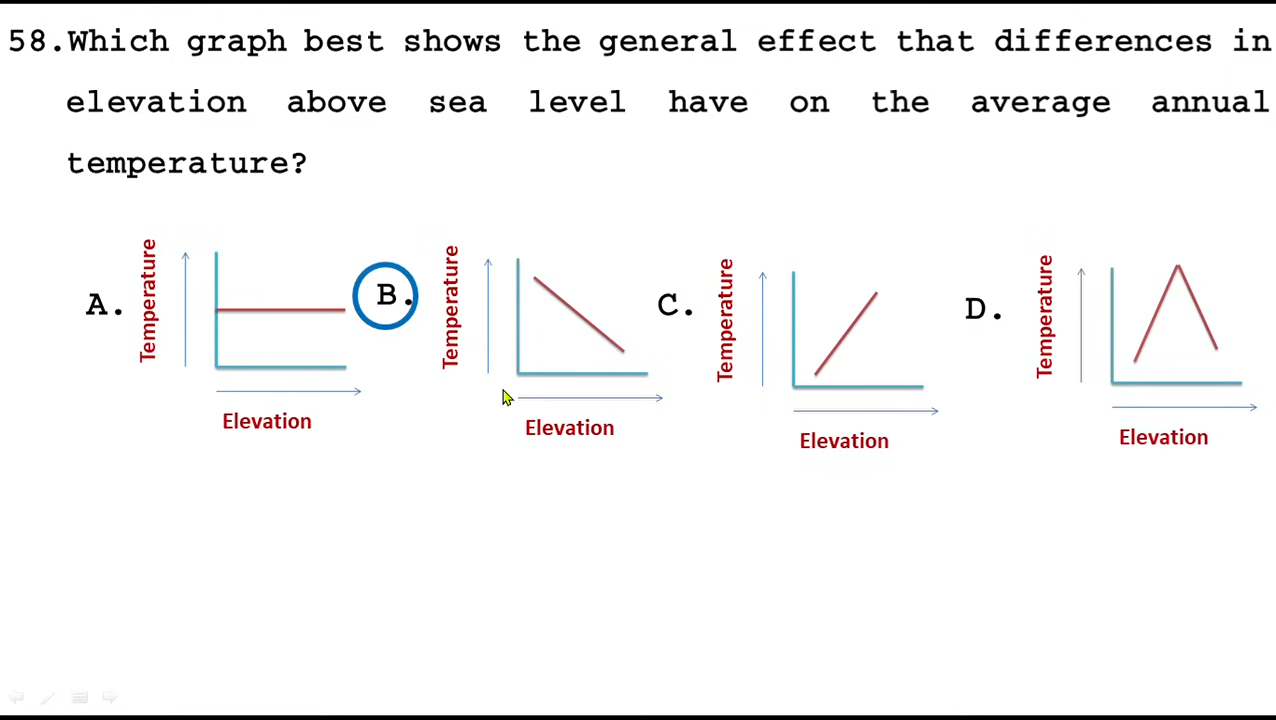 58.Which graph best shows the general effect that differences in
elevation above sea level have on the average annual
temperature?
A.
Temperature
Elevation
B.
Temperature
Elevation
C.
Temperature
Elevation
D.
Temperature
Elevation